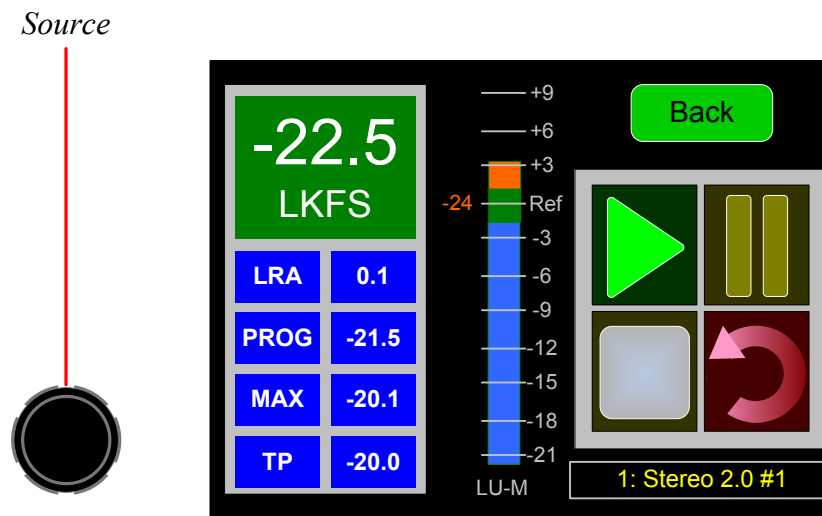 Source
-22.5
LKFS
LRA 0.1
PROG -21.5
MAX -20.1
TP -20.0
+9
+6
+3
-24 Ref
-3
-6
-9
-12
-15
-18
-21
LU-M
Back
1: Stereo 2.0 #1